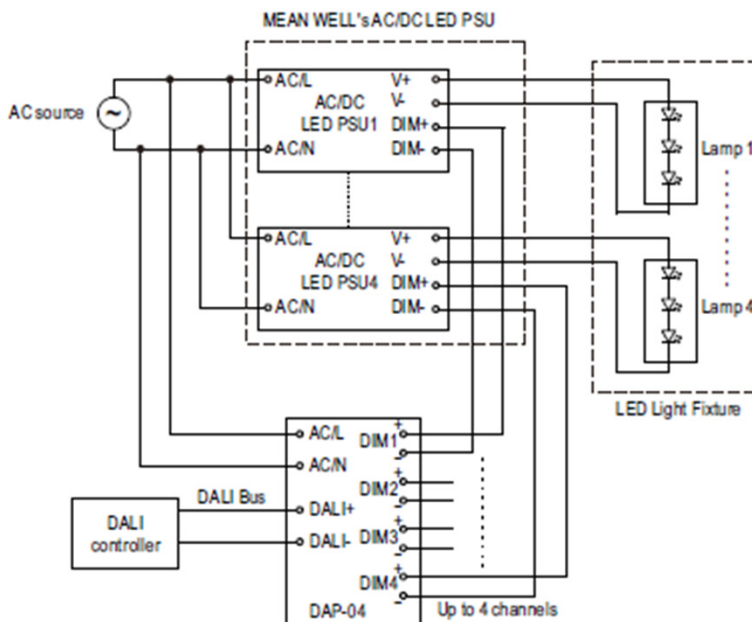 MEAN WELL's AC/DC LED PSU
AC source
~
AC/L
AC/DC
LED PSU1
AC/N
V+
V-
DIM+
DIM-
Lamp 1
AC/L
AC/DC
LED PSU4
AC/N
V+
V-
DIM+
DIM-
Lamp 4
LED Light Fixture
AC/L
AC/N
DALI+
DALI-
+
DIM1
-
+
DIM2
-
+
DIM3
-
+
DIM4
-
DAP-04
DALI Bus
DALI
controller
Up to 4 channels